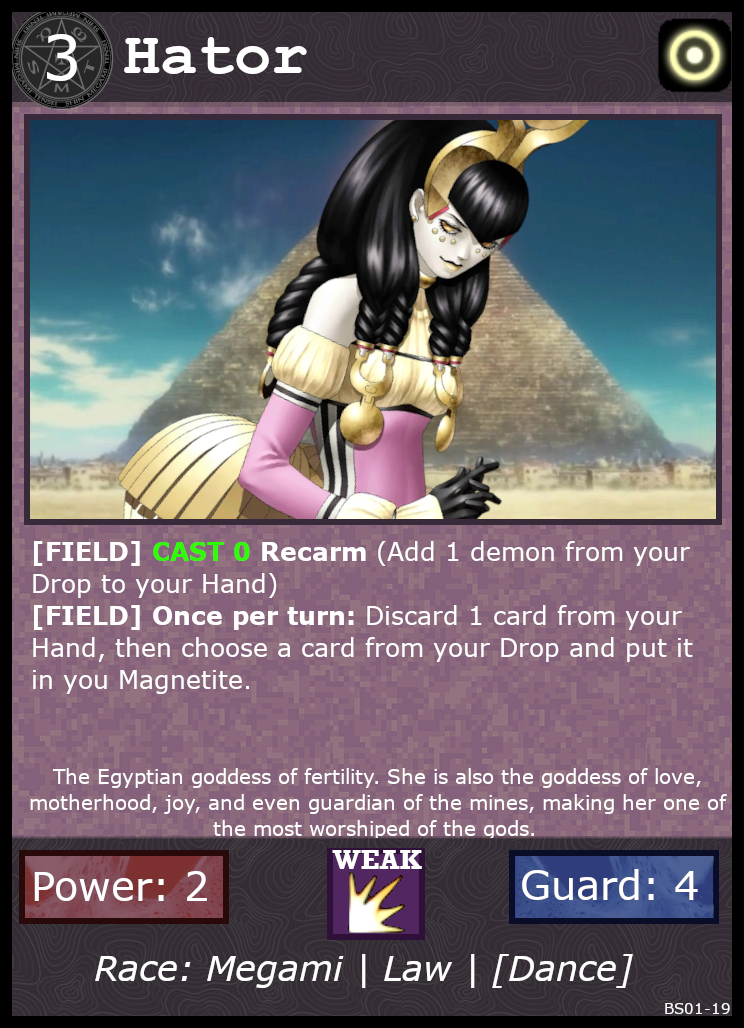 3 Hator
[FIELD] CAST 0 Recarm (Add 1 demon from your
Drop to your Hand)
[FIELD] Once per turn: Discard 1 card from your
Hand, then choose a card from your Drop and put it
in you Magnetite.
The Egyptian goddess of fertility. She is also the goddess of love,
motherhood, joy, and even guardian of the mines, making her one of
the most worshiped of the gods.
Power: 2
WEAK
Guard: 4
Race: Megami | Law | [Dance]
BS01-19